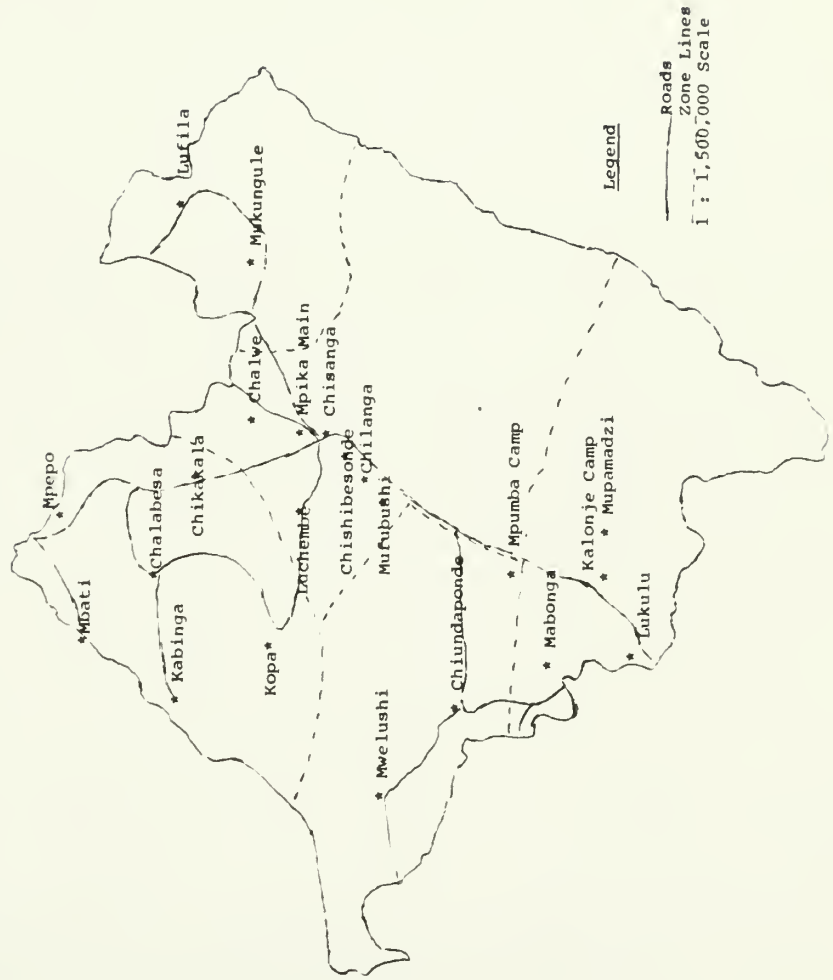 Mpepo
Mbati
Lufila
Chalabesa
Chikakala
Kabinga
Mukungule
Chalwe
Kopa
Mpika Main
Luchembe
Chisanga
Chishibesonde
Chilanga
Mufubushi
Mwelushi
Chiundaponde
Mpumba Camp
Mabonga
Kalonje Camp
Mupamadzi
Lukulu
Legend
Roads
Zone Lines
1 : 1,500,000 Scale